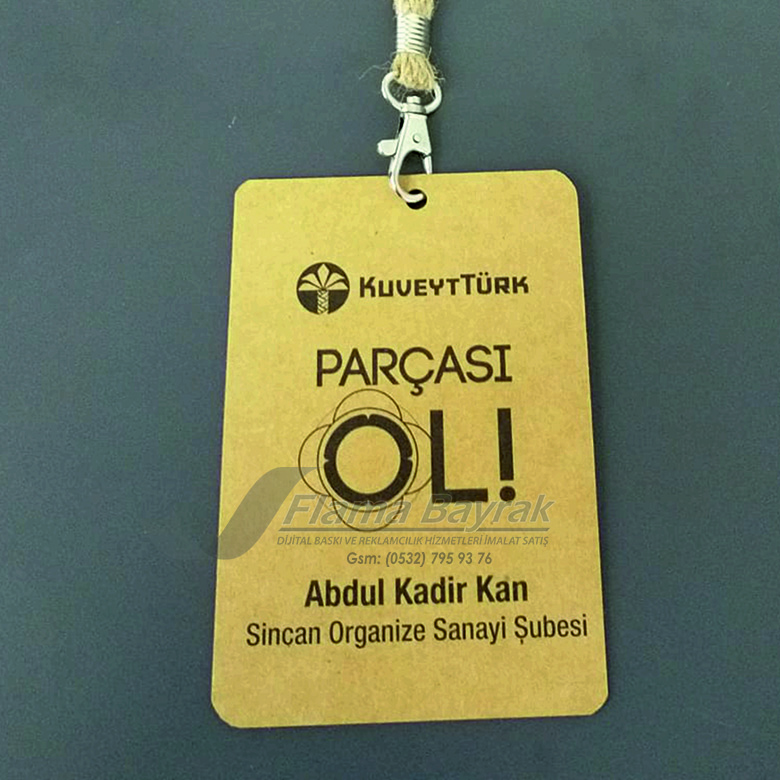 KUVEYTTÜRK
PARÇASI
OL!
Flama Bayrak
DİJİTAL BASKI VE REKLAMCILIK HİZMETLERİ İMALAT SATIŞ
Gsm: (0532) 795 93 76
Abdul Kadir Kan
Sincan Organize Sanayi Şubesi